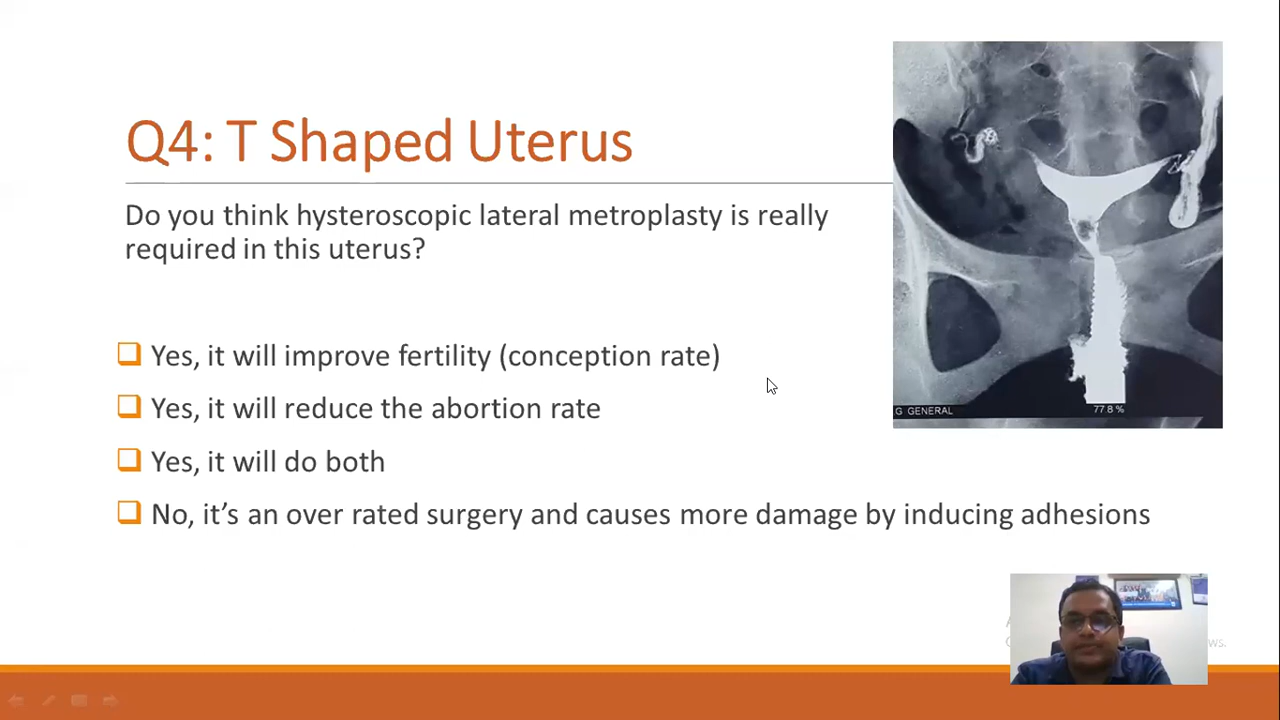 Q4: T Shaped Uterus
Do you think hysteroscopic lateral metroplasty is really
required in this uterus?
Yes, it will improve fertility (conception rate)
Yes, it will reduce the abortion rate
Yes, it will do both
No, it’s an over rated surgery and causes more damage by inducing adhesions
G GENERAL
77.8 %